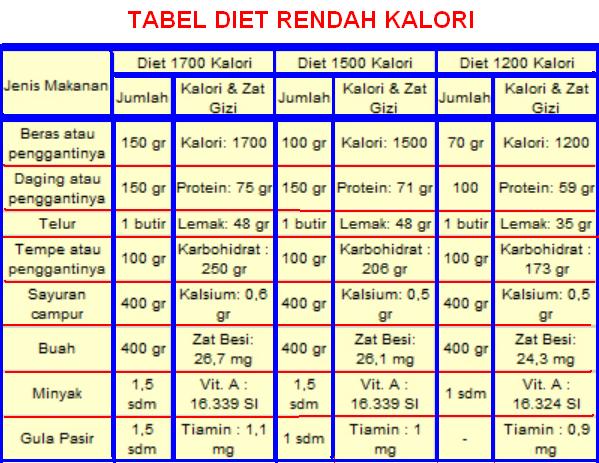 TABEL DIET RENDAH KALORI
Jenis Makanan Diet 1700 Kalori Diet 1500 Kalori Diet 1200 Kalori
Jumlah Kalori & Zat Gizi Jumlah Kalori & Zat Gizi Jumlah Kalori & Zat Gizi
Beras atau penggantinya 150 gr Kalori: 1700 100 gr Kalori: 1500 70 gr Kalori: 1200
Daging atau penggantinya 150 gr Protein: 75 gr 150 gr Protein: 71 gr 100 Protein: 59 gr
Telur 1 butir Lemak: 48 gr 1 butir Lemak: 48 gr 1 butir Lemak: 35 gr
Tempe atau penggantinya 100 gr Karbohidrat : 250 gr 100 gr Karbohidrat : 206 gr 100 gr Karbohidrat : 173 gr
Sayuran campur 400 gr Kalsium: 0,6 gr 400 gr Kalsium: 0,5 gr 400 gr Kalsium: 0,5 gr
Buah 400 gr Zat Besi: 26,7 mg 400 gr Zat Besi: 26,1 mg 400 gr Zat Besi: 24,3 mg
Minyak 1,5 sdm Vit. A : 16.339 SI 1,5 sdm Vit. A : 16.339 SI 1 sdm Vit. A : 16.324 SI
Gula Pasir 1,5 sdm Tiamin : 1,1 mg 1 sdm Tiamin : 1 mg - Tiamin : 0,9 mg